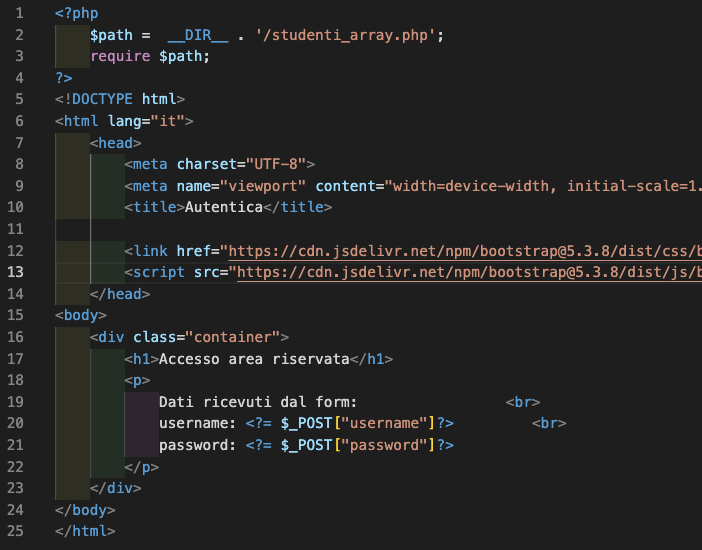 1 <?php
2 $path =  __DIR__ . '/studenti_array.php';
3 require $path;
4 ?>
5 <!DOCTYPE html>
6 <html lang="it">
7 <head>
8 <meta charset="UTF-8">
9 <meta name="viewport" content="width=device-width, initial-scale=1.
10 <title>Autentica</title>
11
12 <link href="https://cdn.jsdelivr.net/npm/bootstrap@5.3.8/dist/css/b
13 <script src="https://cdn.jsdelivr.net/npm/bootstrap@5.3.8/dist/js/b
14 </head>
15 <body>
16 <div class="container">
17 <h1>Accesso area riservata</h1>
18 <p>
19 Dati ricevuti dal form: <br>
20 username: <?= $_POST["username"]?> <br>
21 password: <?= $_POST["password"]?>
22 </p>
23 </div>
24 </body>
25 </html>